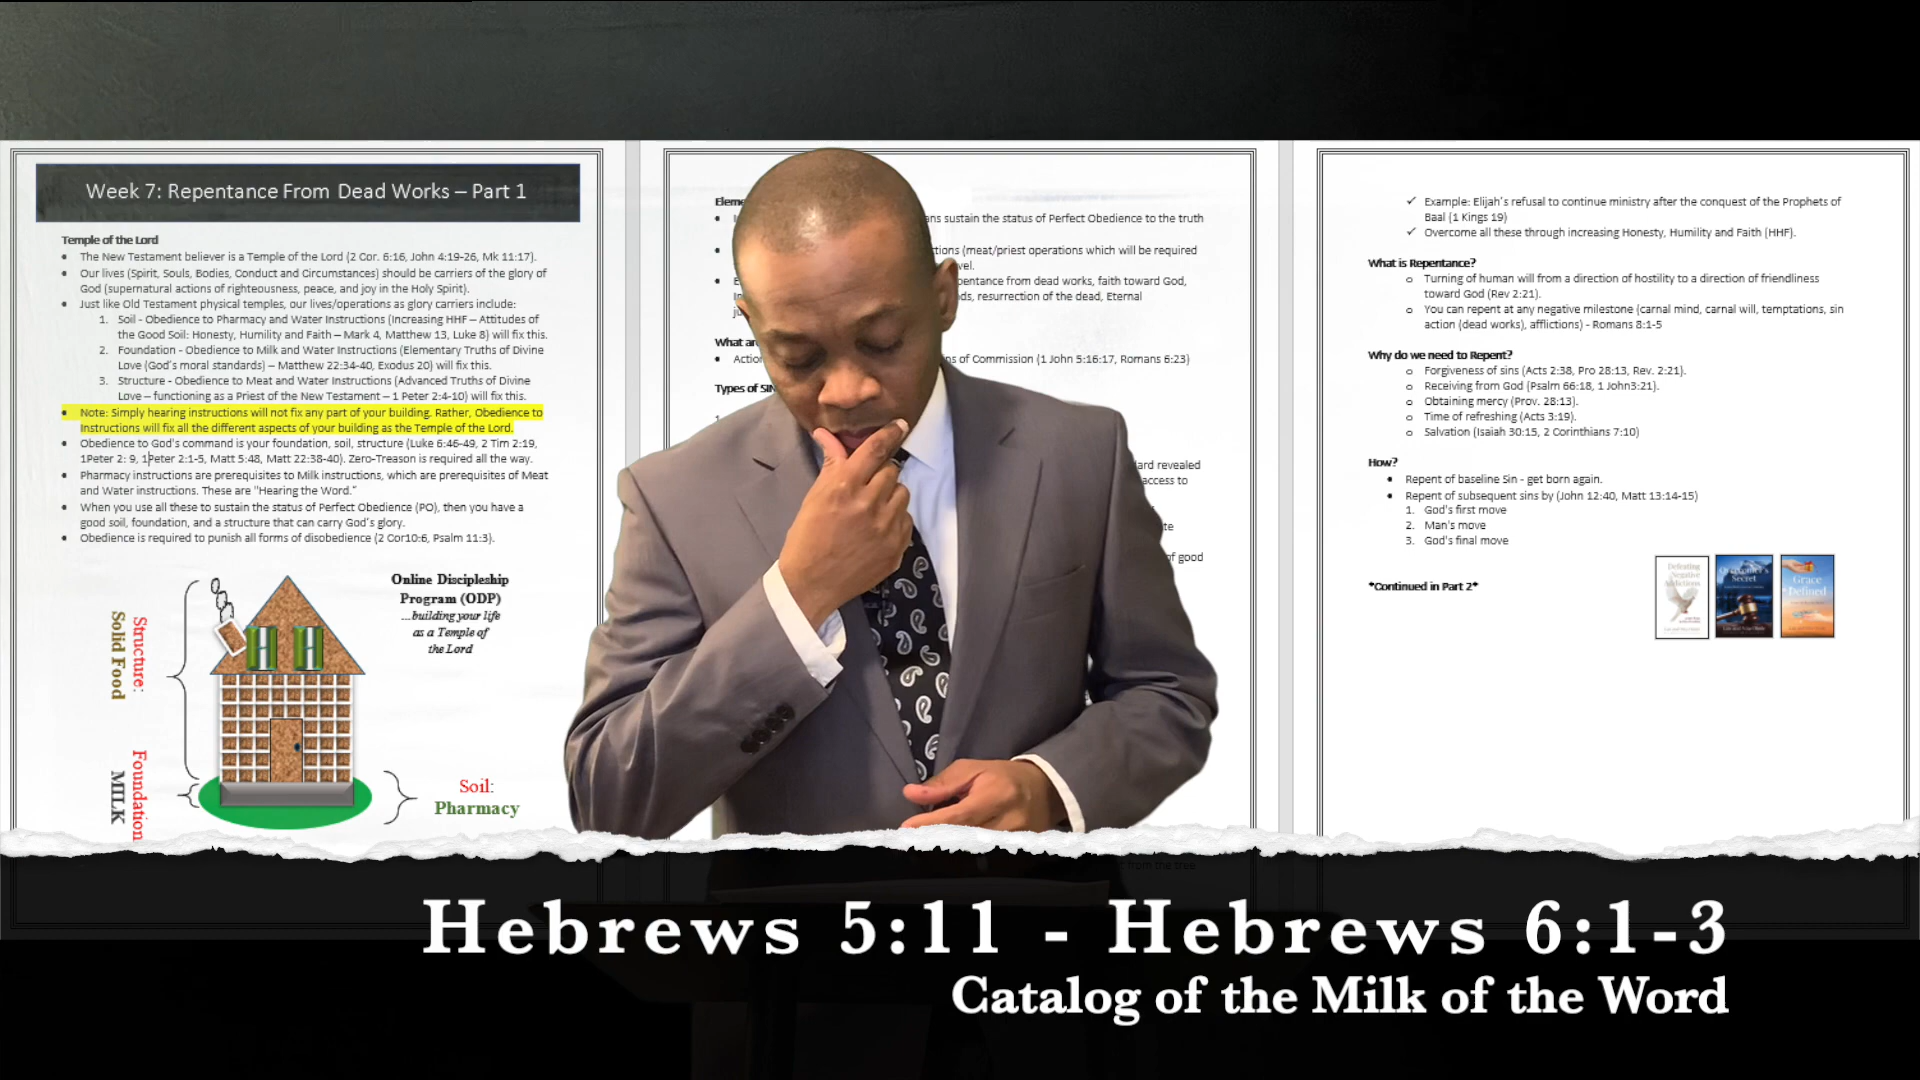 Week 7: Repentance From Dead Works – Part 1
Temple of the Lord
• The New Testament believer is a Temple of the Lord (2 Cor. 6:16, John 4:19-26, Mk 11:17).
• Our lives (Spirit, Souls, Bodies, Conduct and Circumstances) should be carriers of the glory of
God (supernatural actions of righteousness, peace, and joy in the Holy Spirit).
• Just like Old Testament physical temples, our lives/operations as glory carriers include:
1. Soil - Obedience to Pharmacy and Water Instructions (Increasing HHF – Attitudes of
the Good Soil: Honesty, Humility and Faith – Mark 4, Matthew 13, Luke 8) will fix this.
2. Foundation - Obedience to Milk and Water Instructions (Elementary Truths of Divine
Love (God's moral standards) – Matthew 22:34-40, Exodus 20) will fix this.
3. Structure - Obedience to Meat and Water Instructions (Advanced Truths of Divine
Love – functioning as a Priest of the New Testament – 1 Peter 2:4-10) will fix this.
• Note: Simply hearing instructions will not fix any part of your building. Rather, Obedience to
Instructions will fix all the different aspects of your building as the Temple of the Lord.
• Obedience to God's command is your foundation, soil, structure (Luke 6:46-49, 2 Tim 2:19,
1Peter 2: 9, 1Peter 2:1-5, Matt 5:48, Matt 22:38-40). Zero-Treason is required all the way.
• Pharmacy instructions are prerequisites to Milk instructions, which are prerequisites of Meat
and Water instructions. These are "Hearing the Word."
• When you use all these to sustain the status of Perfect Obedience (PO), then you have a
good soil, foundation, and a structure that can carry God's glory.
• Obedience is required to punish all forms of disobedience (2 Cor10:6, Psalm 11:3).
Online Discipleship
Program (ODP)
...building your life
as a Temple of
the Lord
Structure:
Solid Food
Foundation
MILK
Soil:
Pharmacy
sustain the status of Perfect Obedience to the truth
(meat/priest operations which will be required
from dead works, faith toward God,
resurrection of the dead, Eternal
What
of Commission (1 John 5:16:17, Romans 6:23)
Types of
revealed
access to
of good
from the tree
✓ Example: Elijah's refusal to continue ministry after the conquest of the Prophets of
Baal (1 Kings 19)
✓ Overcome all these through increasing Honesty, Humility and Faith (HHF).
What is Repentance?
o Turning of human will from a direction of hostility to a direction of friendliness
toward God (Rev 2:21).
o You can repent at any negative milestone (carnal mind, carnal will, temptations, sin
action (dead works), afflictions) - Romans 8:1-5
Why do we need to Repent?
o Forgiveness of sins (Acts 2:38, Pro 28:13, Rev. 2:21).
o Receiving from God (Psalm 66:18, 1 John3:21).
o Obtaining mercy (Prov. 28:13).
o Time of refreshing (Acts 3:19).
o Salvation (Isaiah 30:15, 2 Corinthians 7:10)
How?
• Repent of baseline Sin - get born again.
• Repent of subsequent sins by (John 12:40, Matt 13:14-15)
1. God's first move
2. Man's move
3. God's final move
*Continued in Part 2*
Defeating
Negative
Addictions
Secret
Grace
Defined
Hebrews 5:11 - Hebrews 6:1-3
Catalog of the Milk of the Word